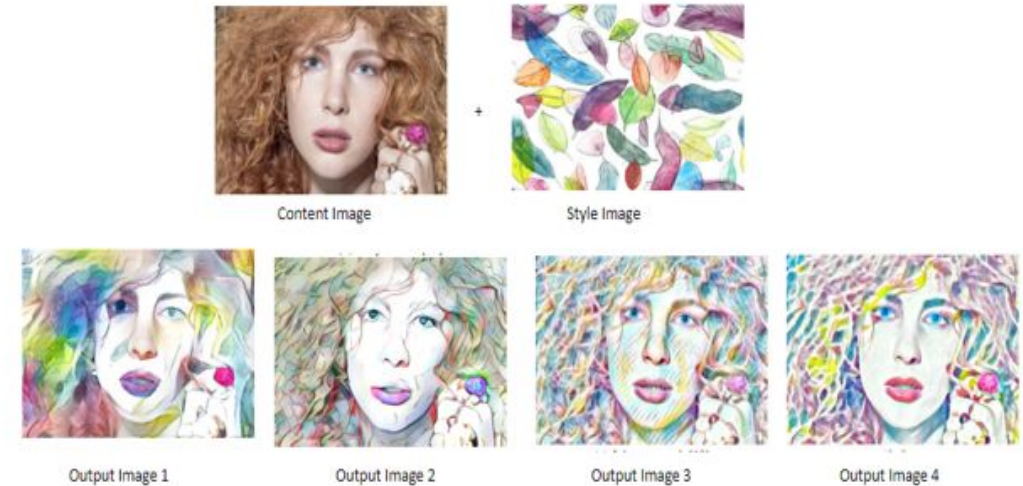 +
Content Image
Style Image
Output Image 1
Output Image 2
Output Image 3
Output Image 4